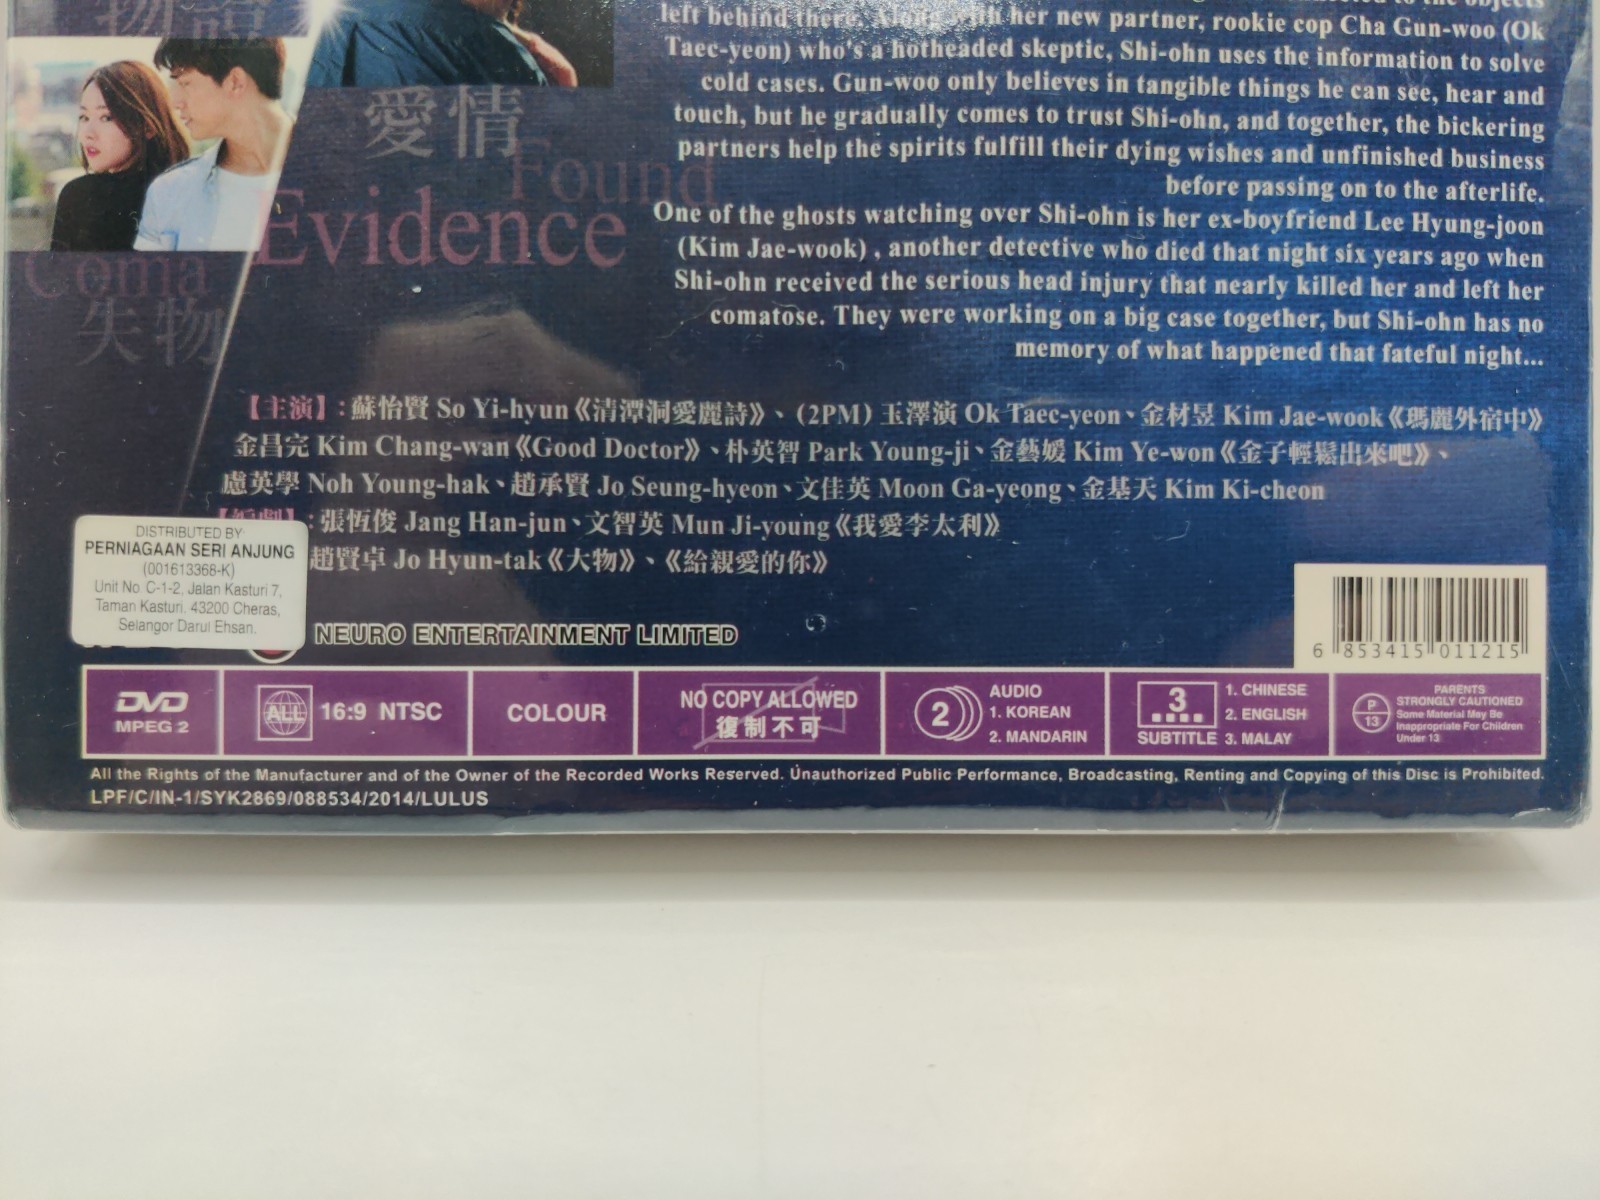 物證
left behind there. Along with her new partner, rookie cop Cha Gun-woo (Ok
Taec-yeon) who's a hotheaded skeptic, Shi-ohn uses the information to solve
cold cases. Gun-woo only believes in tangible things he can see, hear and
touch, but he gradually comes to trust Shi-ohn, and together, the bickering
partners help the spirits fulfill their dying wishes and unfinished business
before passing on to the afterlife.
One of the ghosts watching over Shi-ohn is her ex-boyfriend Lee Hyung-joon
(Kim Jae-wook) , another detective who died that night six years ago when
Shi-ohn received the serious head injury that nearly killed her and left her
comatose. They were working on a big case together, but Shi-ohn has no
memory of what happened that fateful night...
愛情
Found
Evidence
Coma
失物
【主演】:蘇怡賢 So Yi-hyun《清潭洞愛麗詩》、(2PM) 玉澤演 Ok Taec-yeon、金材昱 Kim Jae-wook《瑪麗外宿中》
金昌完 Kim Chang-wan《Good Doctor》、朴英智 Park Young-ji、金藝媛 Kim Ye-won《金子輕鬆出來吧》、
盧英學 Noh Young-hak、趙承賢 Jo Seung-hyeon、文佳英 Moon Ga-yeong、金基天 Kim Ki-cheon
【編劇】:張恆俊 Jang Han-jun、文智英 Mun Ji-young《我愛李太利》
趙賢卓 Jo Hyun-tak《大物》、《給親愛的你》
DISTRIBUTED BY
PERNIAGAAN SERI ANJUNG
(001613368-K)
Unit No C-1-2, Jalan Kasturi 7,
Taman Kasturi. 43200 Cheras,
Selangor Darul Ehsan.
NEURO ENTERTAINMENT LIMITED
6 853415 011215
DVD
MPEG 2
ALL 16:9 NTSC
COLOUR
NO COPY ALLOWED
復制不可
2
AUDIO
1. KOREAN
2. MANDARIN
3
SUBTITLE
1. CHINESE
2. ENGLISH
3. MALAY
P
13
PARENTS
STRONGLY CAUTIONED
Some Material May Be
Inappropriate For Children
Under 13
All the Rights of the Manufacturer and of the Owner of the Recorded Works Reserved. Unauthorized Public Performance, Broadcasting, Renting and Copying of this Disc is Prohibited.
LPF/C/IN-1/SYK2869/088534/2014/LULUS